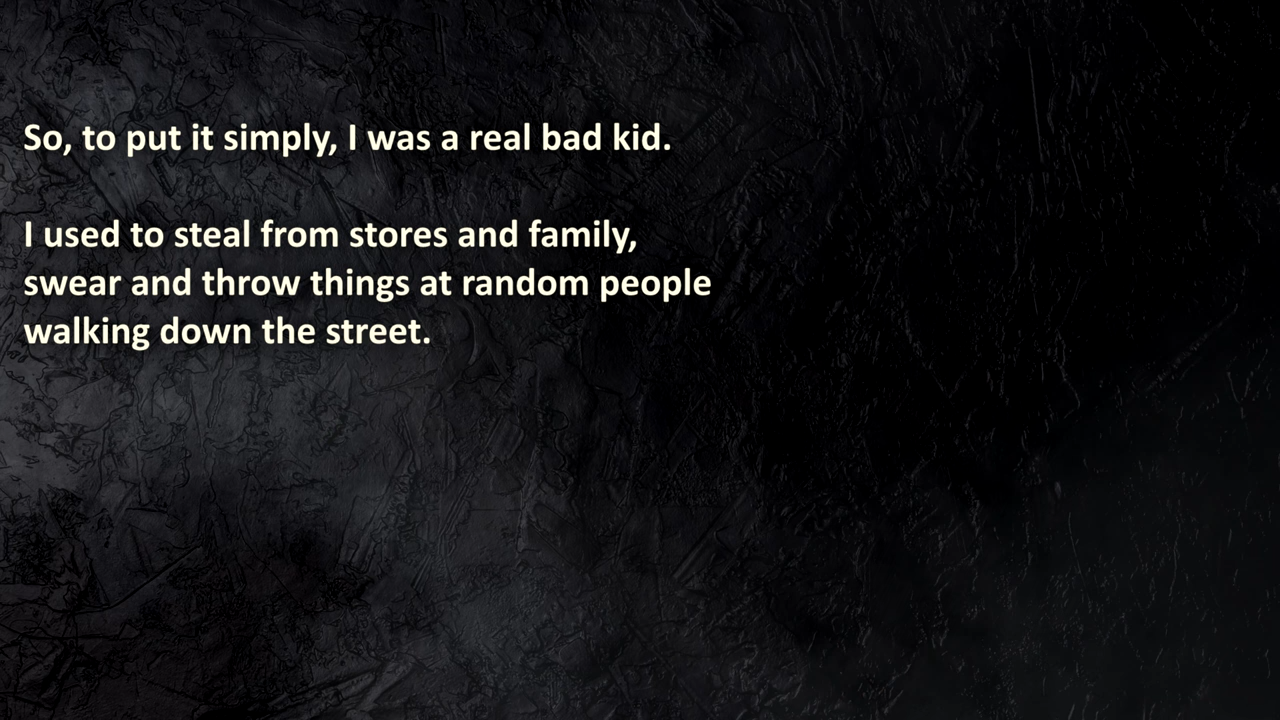 So, to put it simply, I was a real bad kid.
I used to steal from stores and family,
swear and throw things at random people
walking down the street.